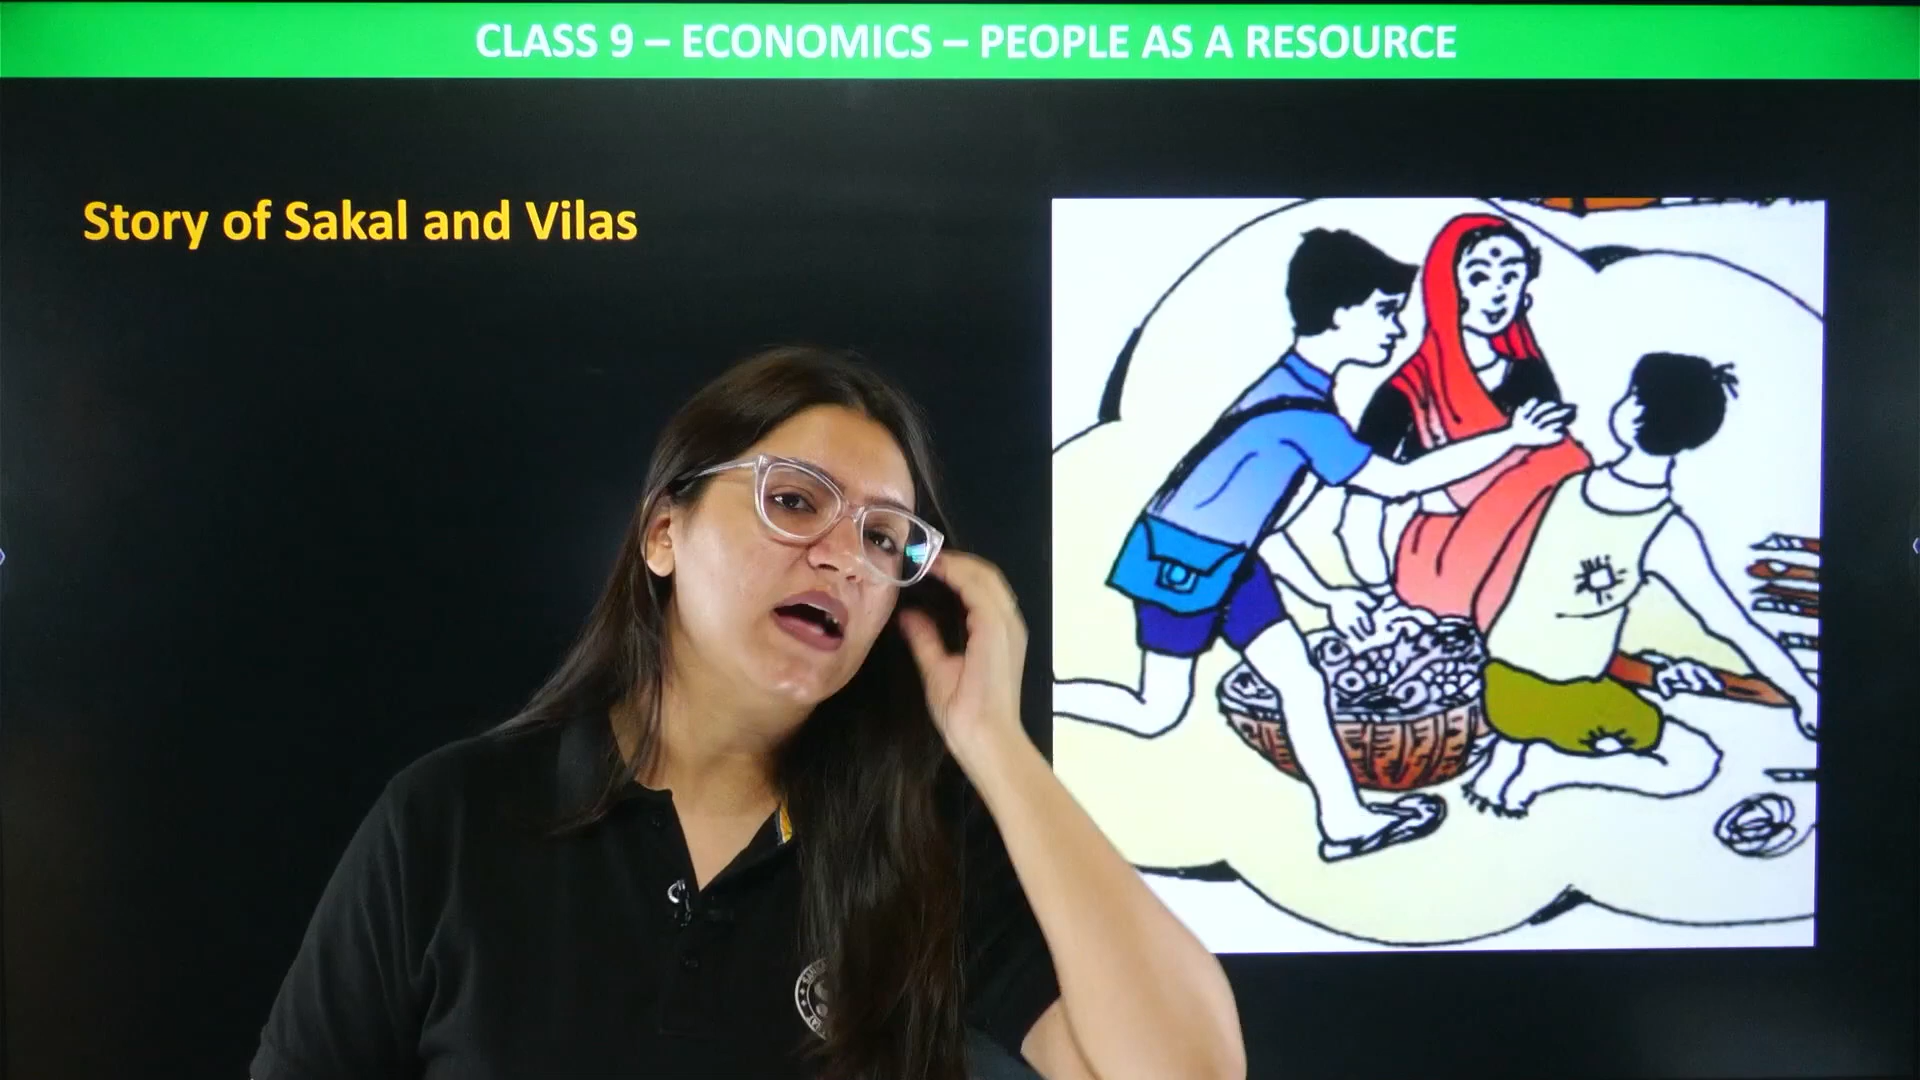 CLASS 9 – ECONOMICS – PEOPLE AS A RESOURCE
Story of Sakal and Vilas